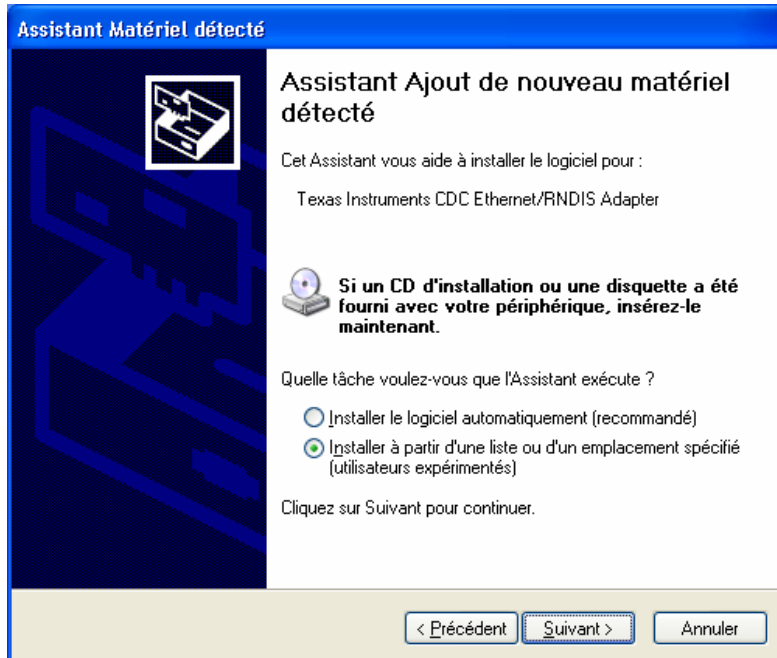 Assistant Matériel détecté
Assistant Ajout de nouveau matériel
détecté
Cet Assistant vous aide à installer le logiciel pour :
Texas Instruments CDC Ethernet/RNDIS Adapter
Si un CD d'installation ou une disquette a été
fourni avec votre périphérique, insérez-le
maintenant.
Quelle tâche voulez-vous que l'Assistant exécute ?
Installer le logiciel automatiquement (recommandé)
Installer à partir d'une liste ou d'un emplacement spécifié
(utilisateurs expérimentés)
Cliquez sur Suivant pour continuer.
< Précédent Suivant > Annuler